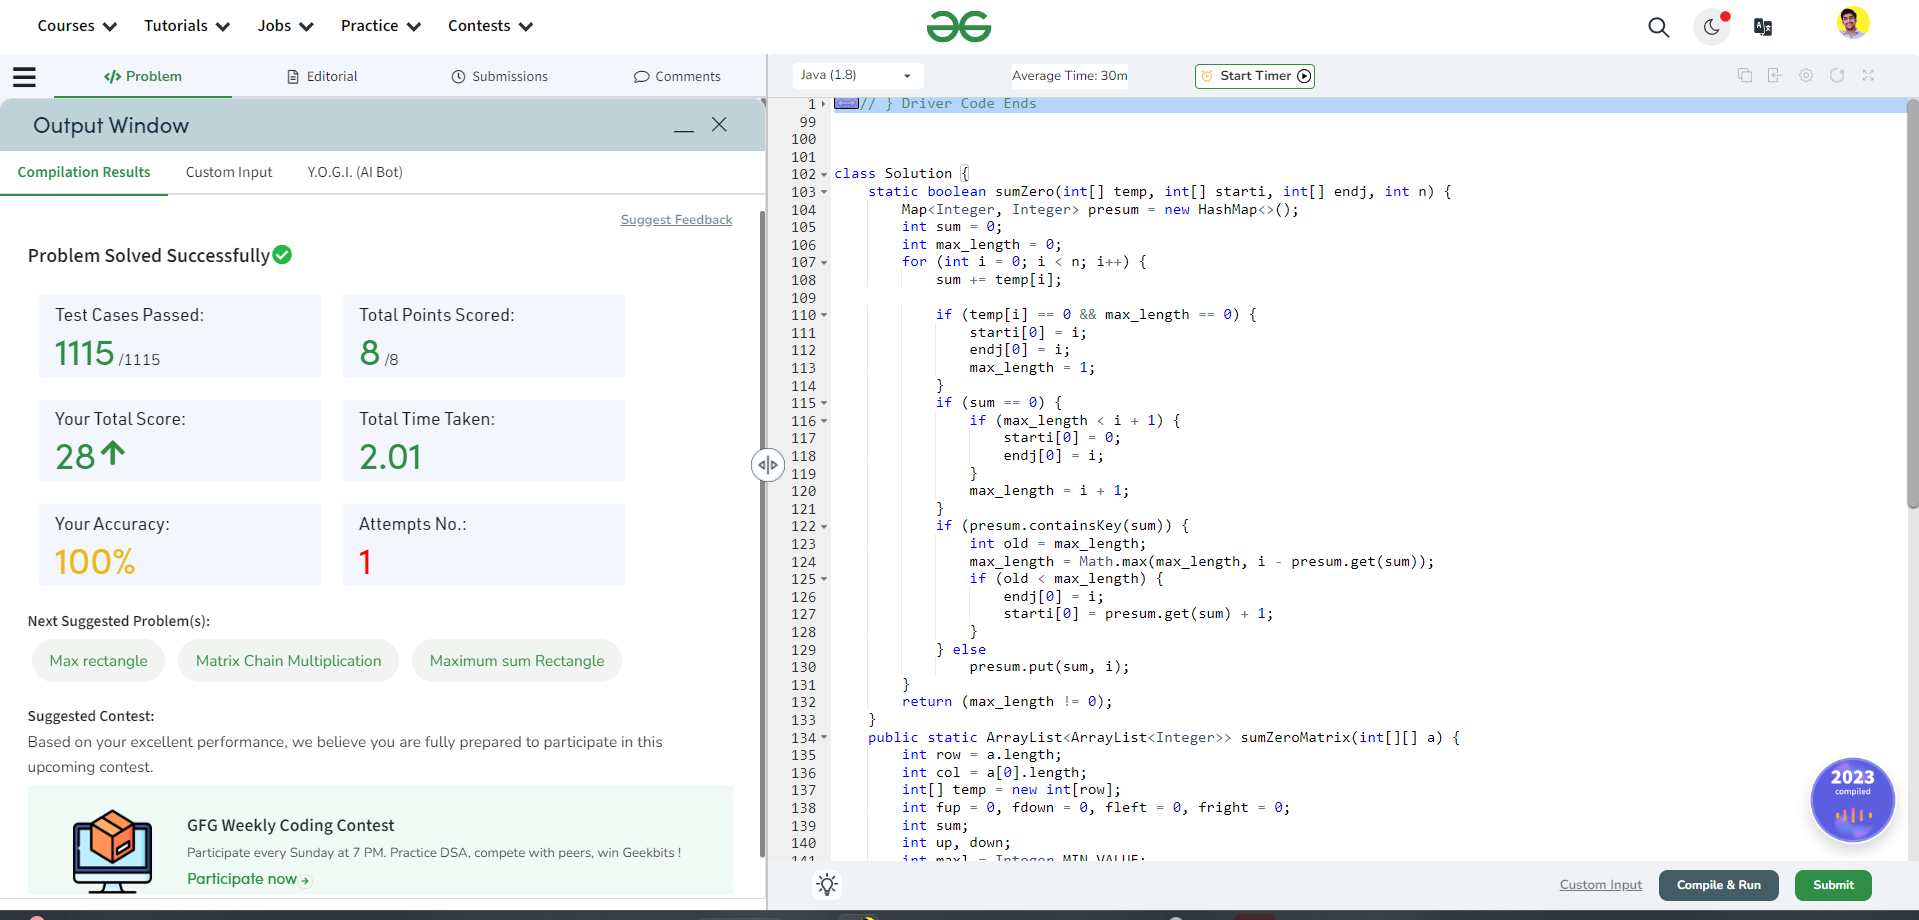 Courses Tutorials Jobs Practice Contests
Problem Editorial Submissions Comments
Output Window
Compilation Results Custom Input Y.O.G.I. (AI Bot)
Suggest Feedback
Problem Solved Successfully
Test Cases Passed: Total Points Scored:
1115 /1115 8 /8
Your Total Score: Total Time Taken:
28 2.01
Your Accuracy: Attempts No.:
100% 1
Next Suggested Problem(s):
Max rectangle Matrix Chain Multiplication Maximum sum Rectangle
Suggested Contest:
Based on your excellent performance, we believe you are fully prepared to participate in this
upcoming contest.
GFG Weekly Coding Contest
Participate every Sunday at 7 PM. Practice DSA, compete with peers, win Geekbits !
Participate now
Java (1.8) Average Time: 30m Start Timer
1 // } Driver Code Ends
99
100
101
102 class Solution {
103 static boolean sumZero(int[] temp, int[] starti, int[] endj, int n) {
104 Map<Integer, Integer> presum = new HashMap<>();
105 int sum = 0;
106 int max_length = 0;
107 for (int i = 0; i < n; i++) {
108 sum += temp[i];
109
110 if (temp[i] == 0 && max_length == 0) {
111 starti[0] = i;
112 endj[0] = i;
113 max_length = 1;
114 }
115 if (sum == 0) {
116 if (max_length < i + 1) {
117 starti[0] = 0;
118 endj[0] = i;
119 }
120 max_length = i + 1;
121 }
122 if (presum.containsKey(sum)) {
123 int old = max_length;
124 max_length = Math.max(max_length, i - presum.get(sum));
125 if (old < max_length) {
126 endj[0] = i;
127 starti[0] = presum.get(sum) + 1;
128 }
129 } else
130 presum.put(sum, i);
131 }
132 return (max_length != 0);
133 }
134 public static ArrayList<ArrayList<Integer>> sumZeroMatrix(int[][] a) {
135 int row = a.length;
136 int col = a[0].length;
137 int[] temp = new int[row];
138 int fup = 0, fdown = 0, fleft = 0, fright = 0;
139 int sum;
140 int up, down;
141 int maxl = Integer.MIN_VALUE;
2023
compiled
Custom Input Compile & Run Submit